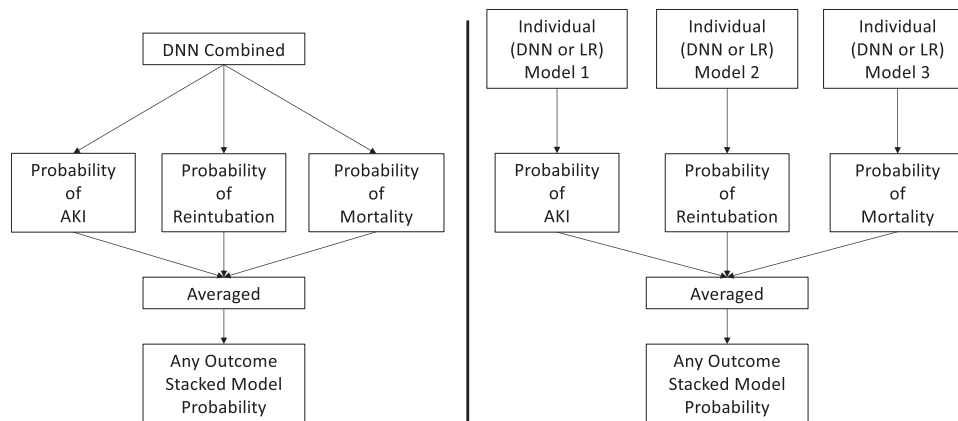 DNN Combined
Probability
of
AKI
Probability
of
Reintubation
Probability
of
Mortality
Averaged
Any Outcome
Stacked Model
Probability
Individual
(DNN or LR)
Model 1
Individual
(DNN or LR)
Model 2
Individual
(DNN or LR)
Model 3
Probability
of
AKI
Probability
of
Reintubation
Probability
of
Mortality
Averaged
Any Outcome
Stacked Model
Probability